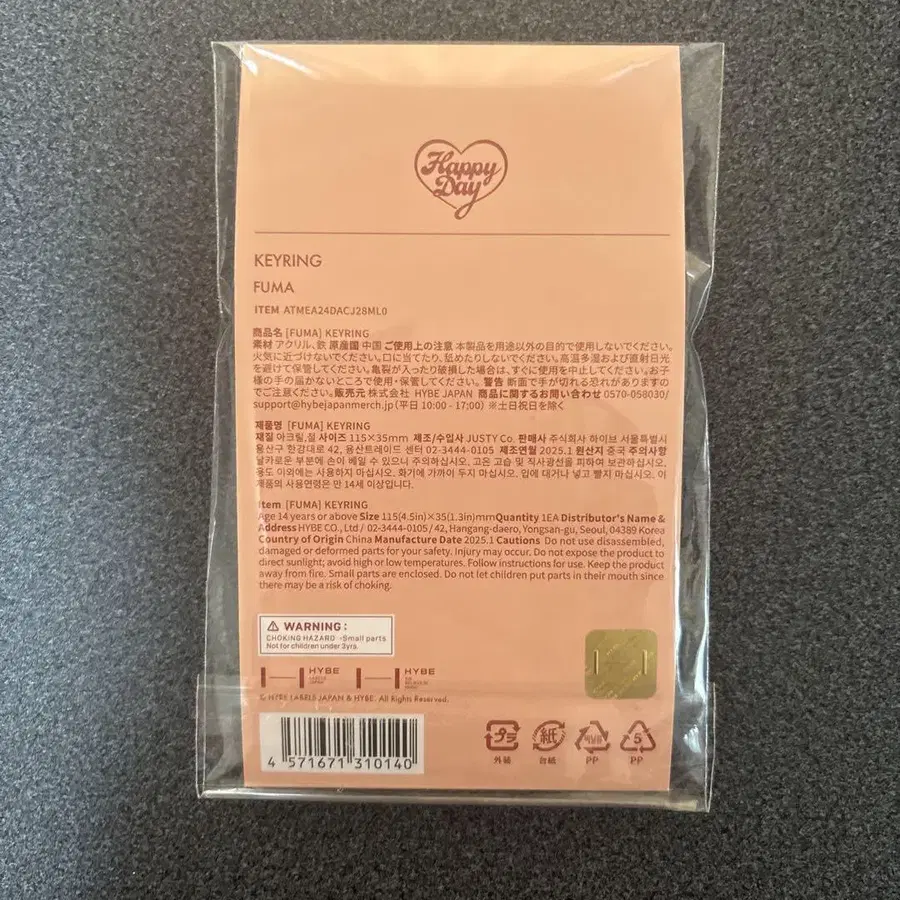 Happy
Day
KEYRING
FUMA
ITEM ATMEA24DACJ28ML0
商品名 [FUMA] KEYRING
素材 アクリル、鉄 原産国 中国 ご使用上の注意 本製品を用途以外の目的で使用しないでください。
火気に近づけないでください。口に当てたり、舐めたりしないでください。高温多湿および直射日光
を避けて保管してください。亀裂が入ったり破損した場合は、すぐに使用を中止してください。お子
様の手の届かないところで使用・保管してください。 警告 断面で手が切れる恐れがありますの
でご注意ください。販売元 株式会社 HYBE JAPAN 商品に関するお問い合わせ 0570-058030/
support@hybejapanmerch.jp(平日 10:00 - 17:00) ※土日祝日を除く
제품명 [FUMA] KEYRING
재질 아크릴,철 사이즈 115×35mm 제조/수입사 JUSTY Co. 판매사 주식회사 하이브 서울특별시
용산구 한강대로 42, 용산트레이드 센터 02-3444-0105 제조연월 2025.1 원산지 중국 주의사항
날카로운 부분에 손이 베일 수 있으니 주의하십시오. 고온 고습 및 직사광선을 피하여 보관하십시오.
용도 이외에는 사용하지 마십시오. 화기에 가까이 두지 마십시오. 입에 대거나 넣고 빨지 마십시오. 이
제품의 사용연령은 만 14세 이상입니다.
Item [FUMA] KEYRING
Age 14 years or above Size 115(4.5in)×35(1.3in)mm Quantity 1EA Distributor's Name &
Address HYBE CO., Ltd / 02-3444-0105 / 42, Hangang-daero, Yongsan-gu, Seoul, 04389 Korea
Country of Origin China Manufacture Date 2025.1 Cautions Do not use disassembled,
damaged or deformed parts for your safety. Injury may occur. Do not expose the product to
direct sunlight; avoid high or low temperatures. Follow instructions for use. Keep the product
away from fire. Small parts are enclosed. Do not let children put parts in their mouth since
there may be a risk of choking.
WARNING :
CHOKING HAZARD -Small parts
Not for children under 3yrs.
HYBE
LABELS
JAPAN
HYBE
© HYBE LABELS JAPAN & HYBE. All Rights Reserved.
4 571671 310140
プラ
外装
紙
台紙
PP
5
PP